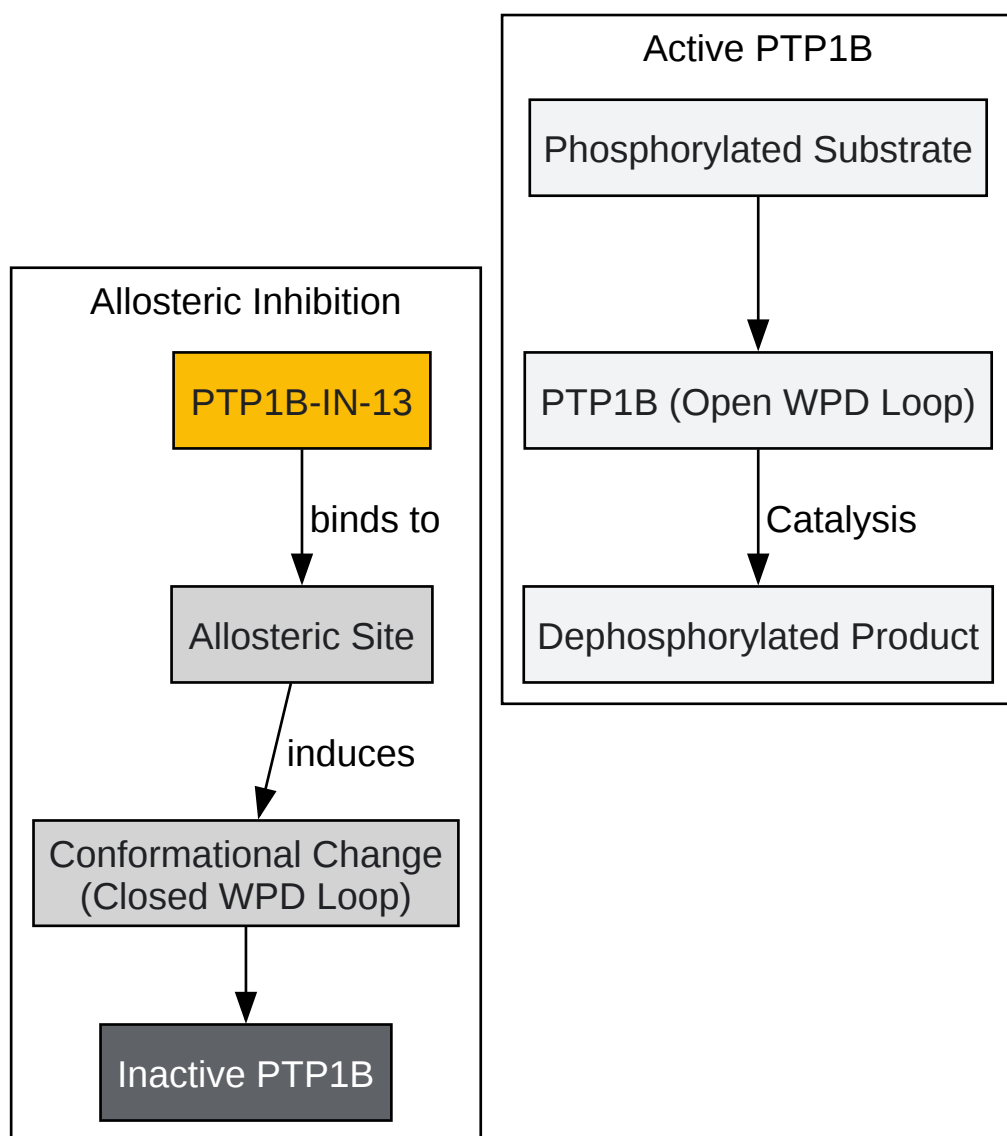 Active PTP1B
Phosphorylated Substrate
PTP1B (Open WPD Loop)
Catalysis
Dephosphorylated Product
Allosteric Inhibition
PTP1B-IN-13
binds to
Allosteric Site
induces
Conformational Change
(Closed WPD Loop)
Inactive PTP1B